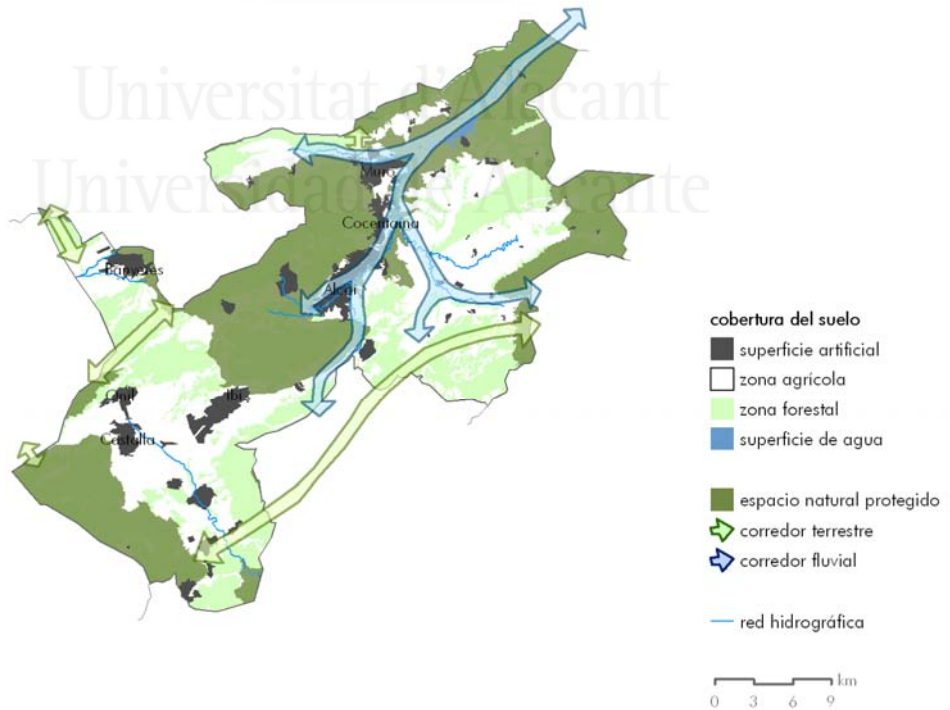 Universitat d'Alacant
Universidad de Alicante
Muro
Cocentaina
Banyeres
Alcoi
Onil
Ibi
Castalla
cobertura del suelo
superficie artificial
zona agrícola
zona forestal
superficie de agua
espacio natural protegido
corredor terrestre
corredor fluvial
red hidrográfica
km
0 3 6 9